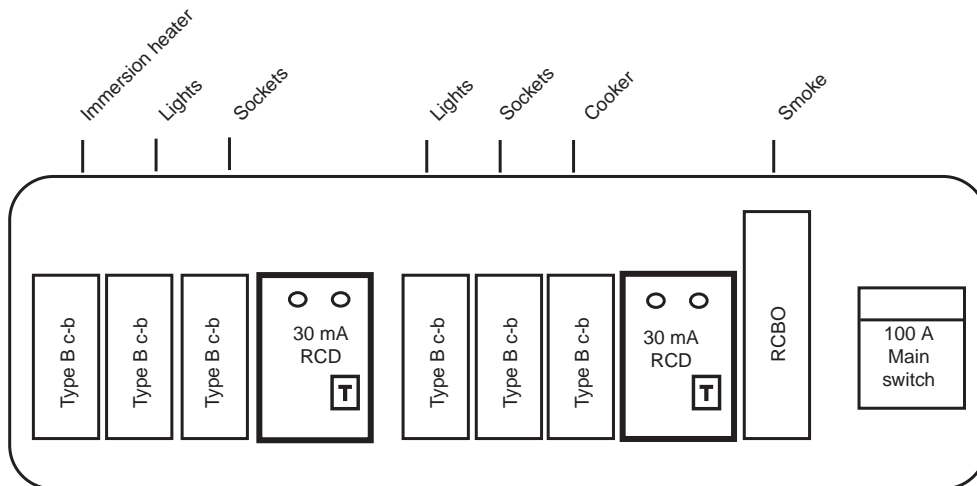 Immersion heater
Lights
Sockets
Lights
Sockets
Cooker
Smoke
Type B c-b
Type B c-b
Type B c-b
30 mA
RCD
T
Type B c-b
Type B c-b
Type B c-b
30 mA
RCD
T
RCBO
100 A
Main
switch